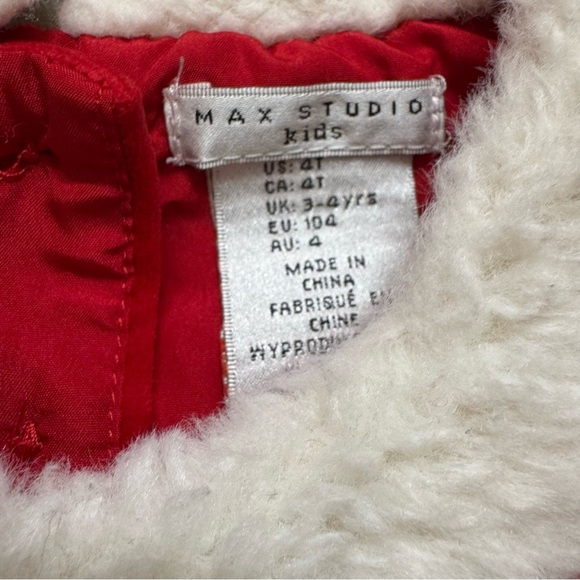 MAX STUDIO
kids
US: 4T
CA: 4T
UK: 3-4yrs
EU: 104
AU: 4
MADE IN
CHINA
FABRIQUÉ EN
CHINE